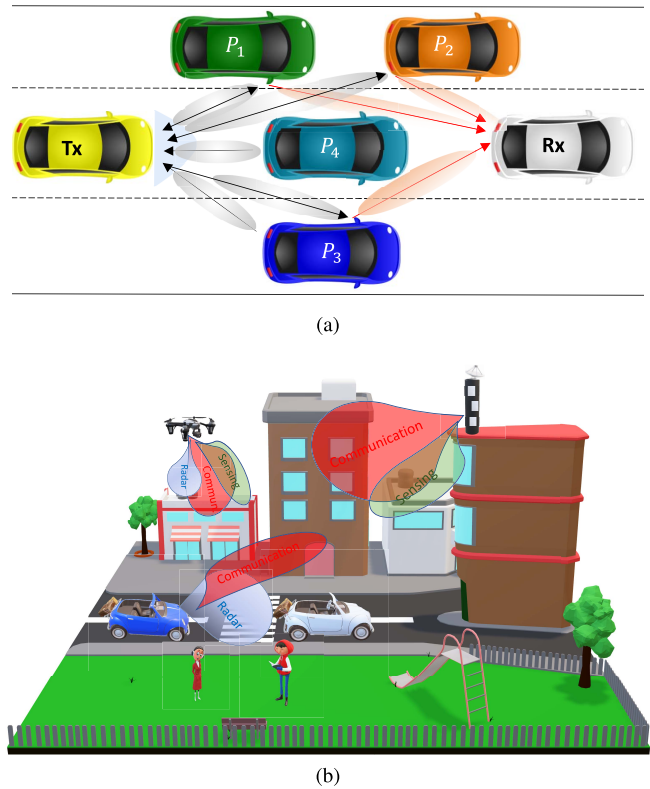 P₁
P₂
Tx
P₄
Rx
P₃
(a)
Communication
Sensing
Radar
Commun
Sensing
Communication
Radar
(b)